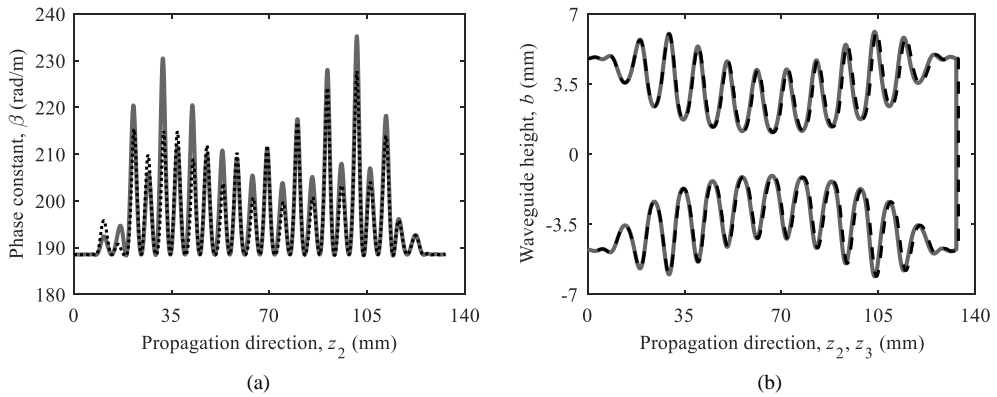 240
230
220
210
200
190
180
Phase constant, β (rad/m)
0 35 70 105 140
Propagation direction, z2 (mm)
(a)
7
3.5
0
-3.5
-7
Waveguide height, b (mm)
0 35 70 105 140
Propagation direction, z2, z3 (mm)
(b)